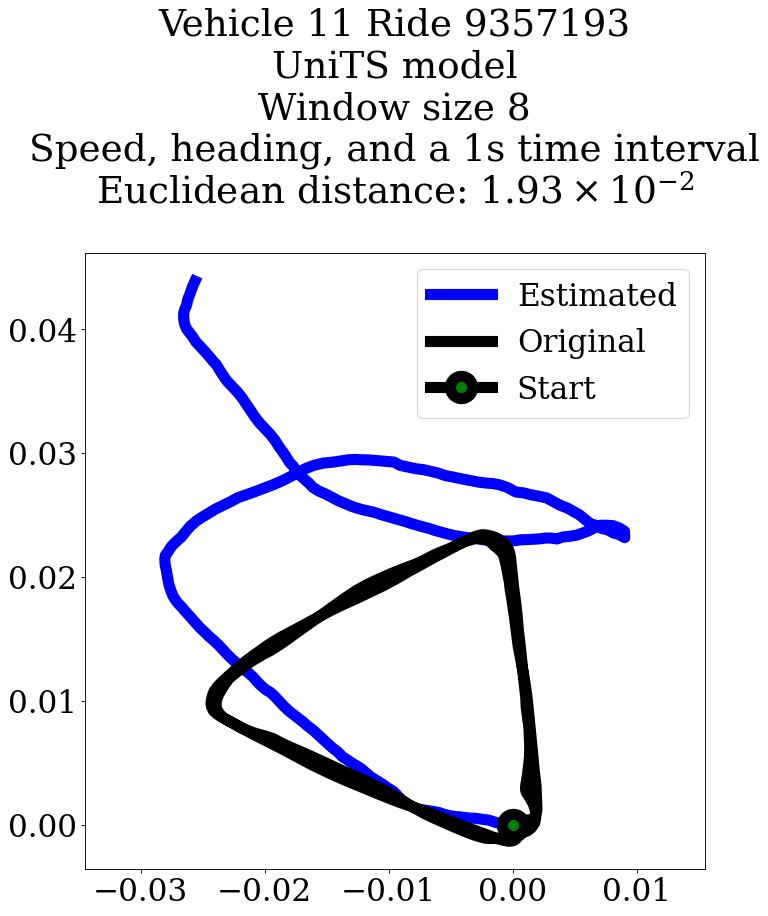 Vehicle 11 Ride 9357193
UniTS model
Window size 8
Speed, heading, and a 1s time interval
Euclidean distance: 1.93 × 10⁻²
Estimated
Original
Start
0.04
0.03
0.02
0.01
0.00
−0.03 −0.02 −0.01 0.00 0.01